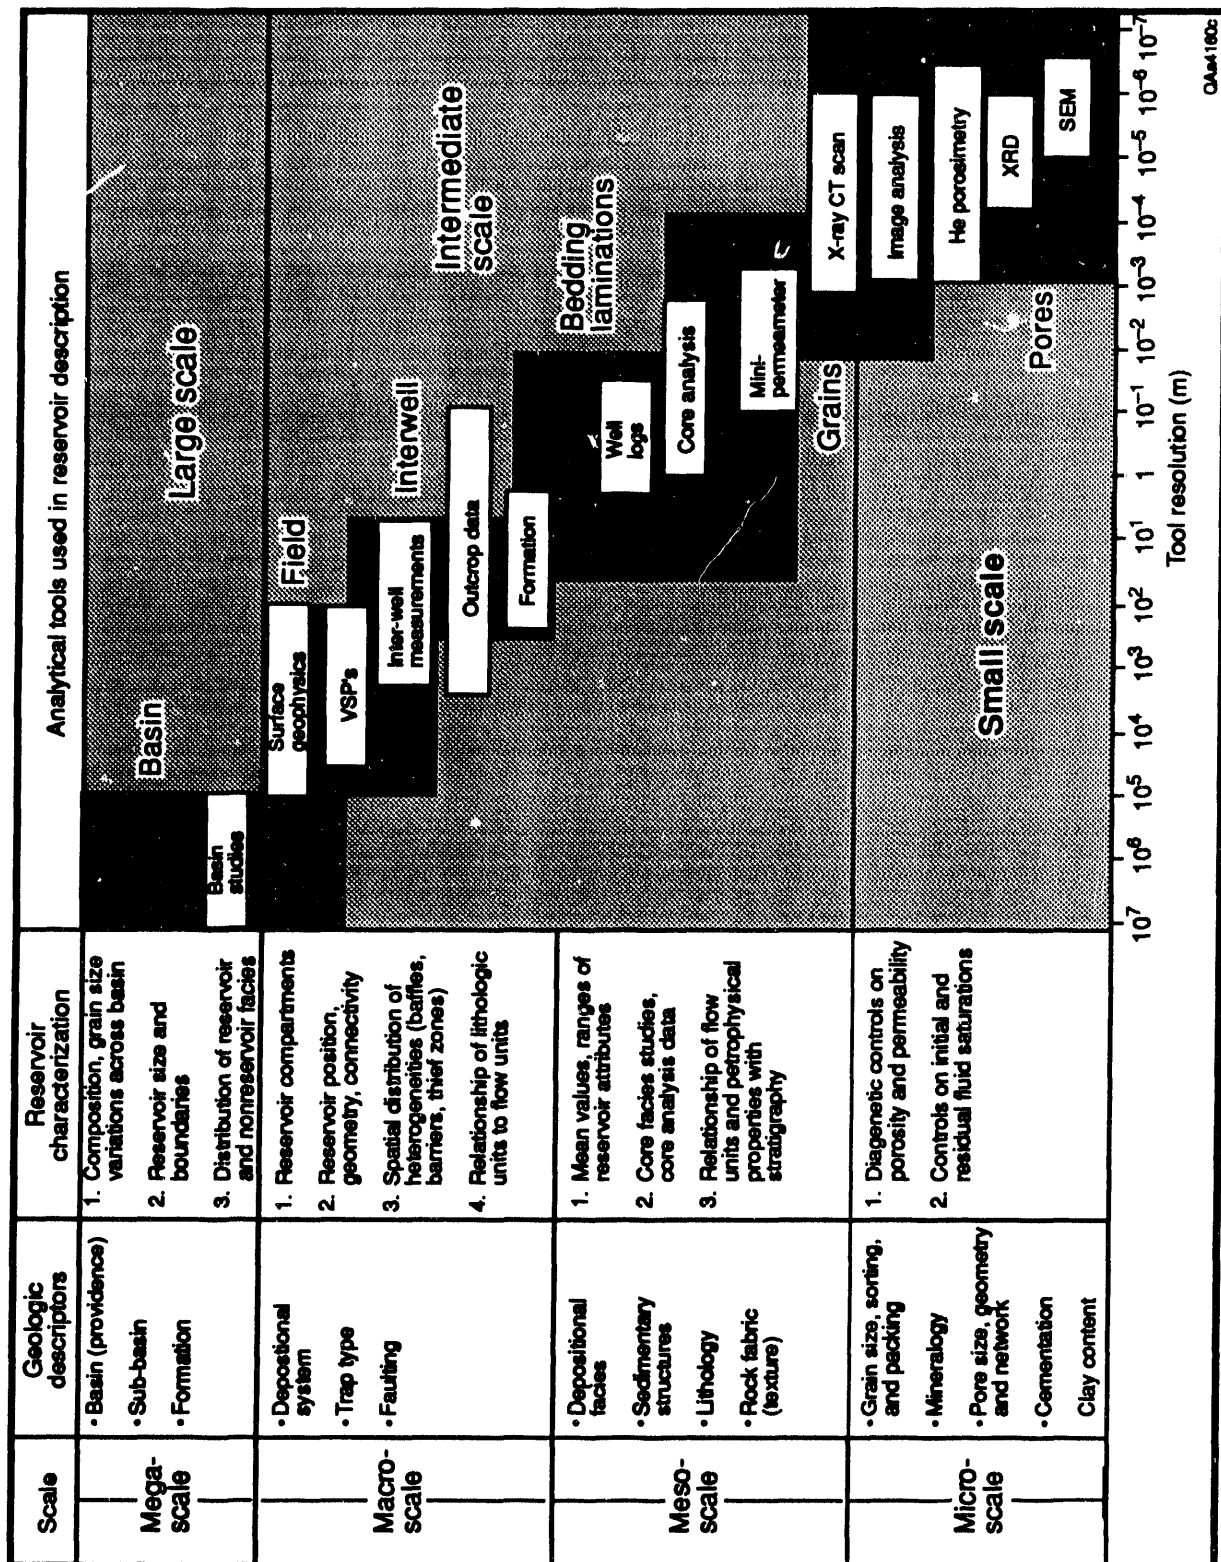 Scale
Geologic
descriptors
Reservoir
characterization
Analytical tools used in reservoir description
Mega-
scale
• Basin (providence)
• Sub-basin
• Formation
1. Composition, grain size
variations across basin
2. Reservoir size and
boundaries
3. Distribution of reservoir
and nonreservoir facies
Basin
studies
Basin
Large scale
Macro-
scale
• Depostional
system
• Trap type
• Faulting
1. Reservoir compartments
2. Reservoir position,
geometry, connectivity
3. Spatial distribution of
heterogeneities (baffles,
barriers, thief zones)
4. Relationship of lithologic
units to flow units
Surface
geophysics
Field
VSP's
Inter-well
measurements
Interwell
Outcrop data
Intermediate
scale
Formation
Meso-
scale
• Depositional
facies
• Sedimentary
structures
• Lithology
• Rock fabric
(texture)
1. Mean values, ranges of
reservoir attributes
2. Core facies studies,
core analysis data
3. Relationship of flow
units and petrophysical
properties with
stratigraphy
Bedding
laminations
Well
logs
Core analysis
Mini-
permeameter
Micro-
scale
• Grain size, sorting,
and packing
• Mineralogy
• Pore size, geometry
and network
• Cementation
Clay content
1. Diagenetic controls on
porosity and permeability
2. Controls on initial and
residual fluid saturations
Grains
X-ray CT scan
Image analysis
He porosimetry
Small scale
XRD
Pores
SEM
10⁷ 10⁶ 10⁵ 10⁴ 10³ 10² 10¹ 1 10⁻¹ 10⁻² 10⁻³ 10⁻⁴ 10⁻⁵ 10⁻⁶ 10⁻⁷
Tool resolution (m)
QAa4160c